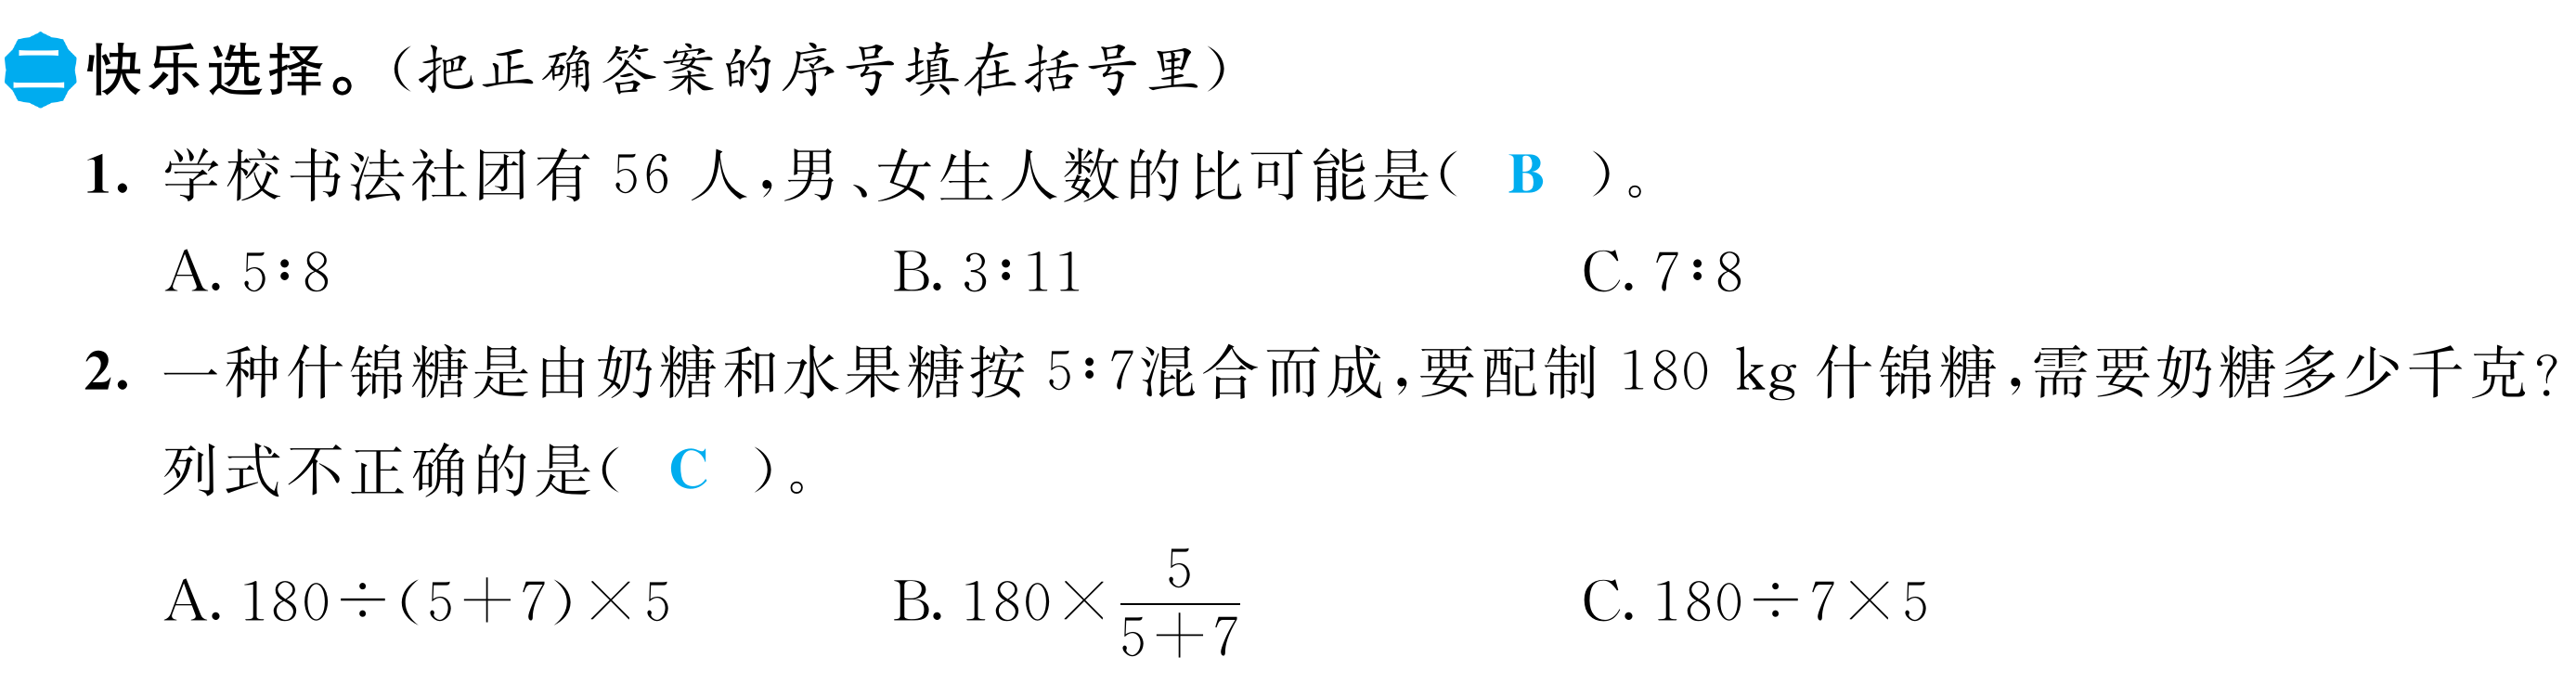 二 快乐选择。(把正确答案的序号填在括号里)
1. 学校书法社团有 56 人,男、女生人数的比可能是( B )。
A. 5∶8 B. 3∶11 C. 7∶8
2. 一种什锦糖是由奶糖和水果糖按 5∶7混合而成,要配制 180 kg 什锦糖,需要奶糖多少千克?
列式不正确的是( C )。
A. 180÷(5+7)×5 B. 180×\frac{5}{5+7} C. 180÷7×5